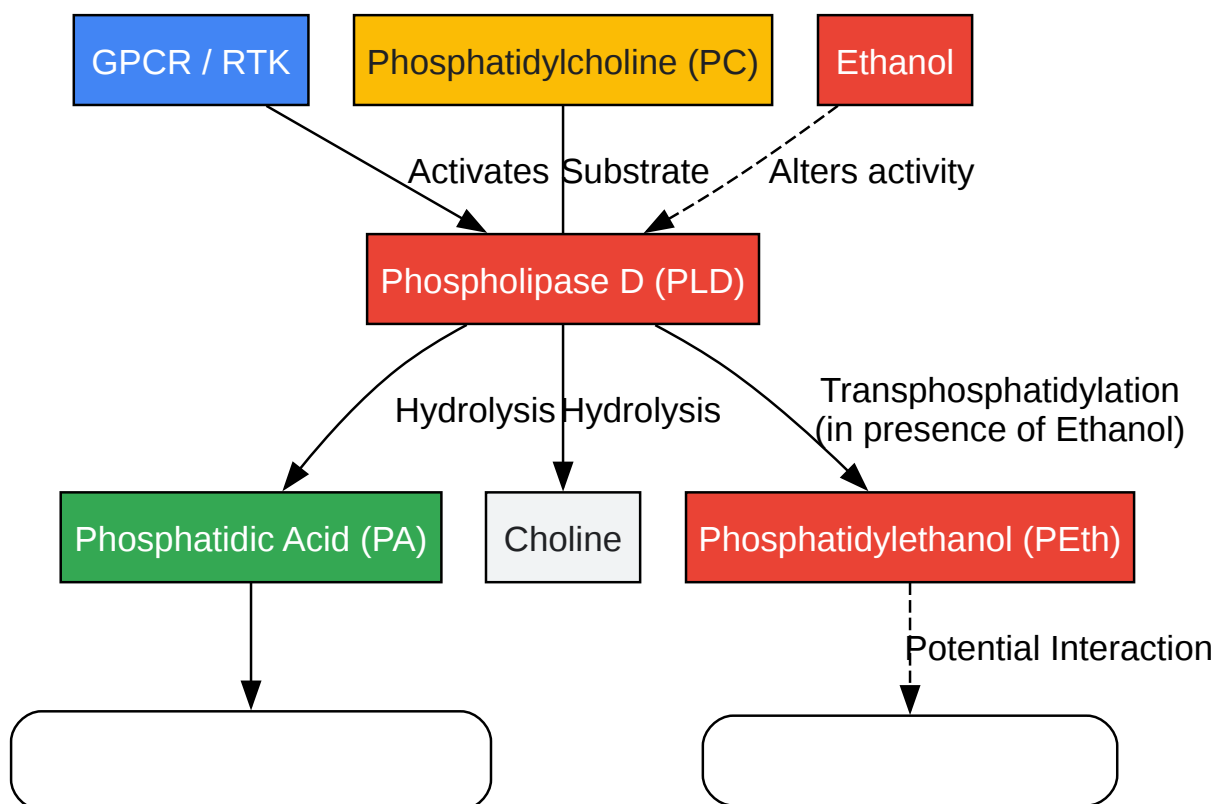 GPCR / RTK
Phosphatidylcholine (PC)
Ethanol
Activates
Substrate
Alters activity
Phospholipase D (PLD)
Hydrolysis
Hydrolysis
Transphosphatidylation
(in presence of Ethanol)
Phosphatidic Acid (PA)
Choline
Phosphatidylethanol (PEth)
Potential Interaction